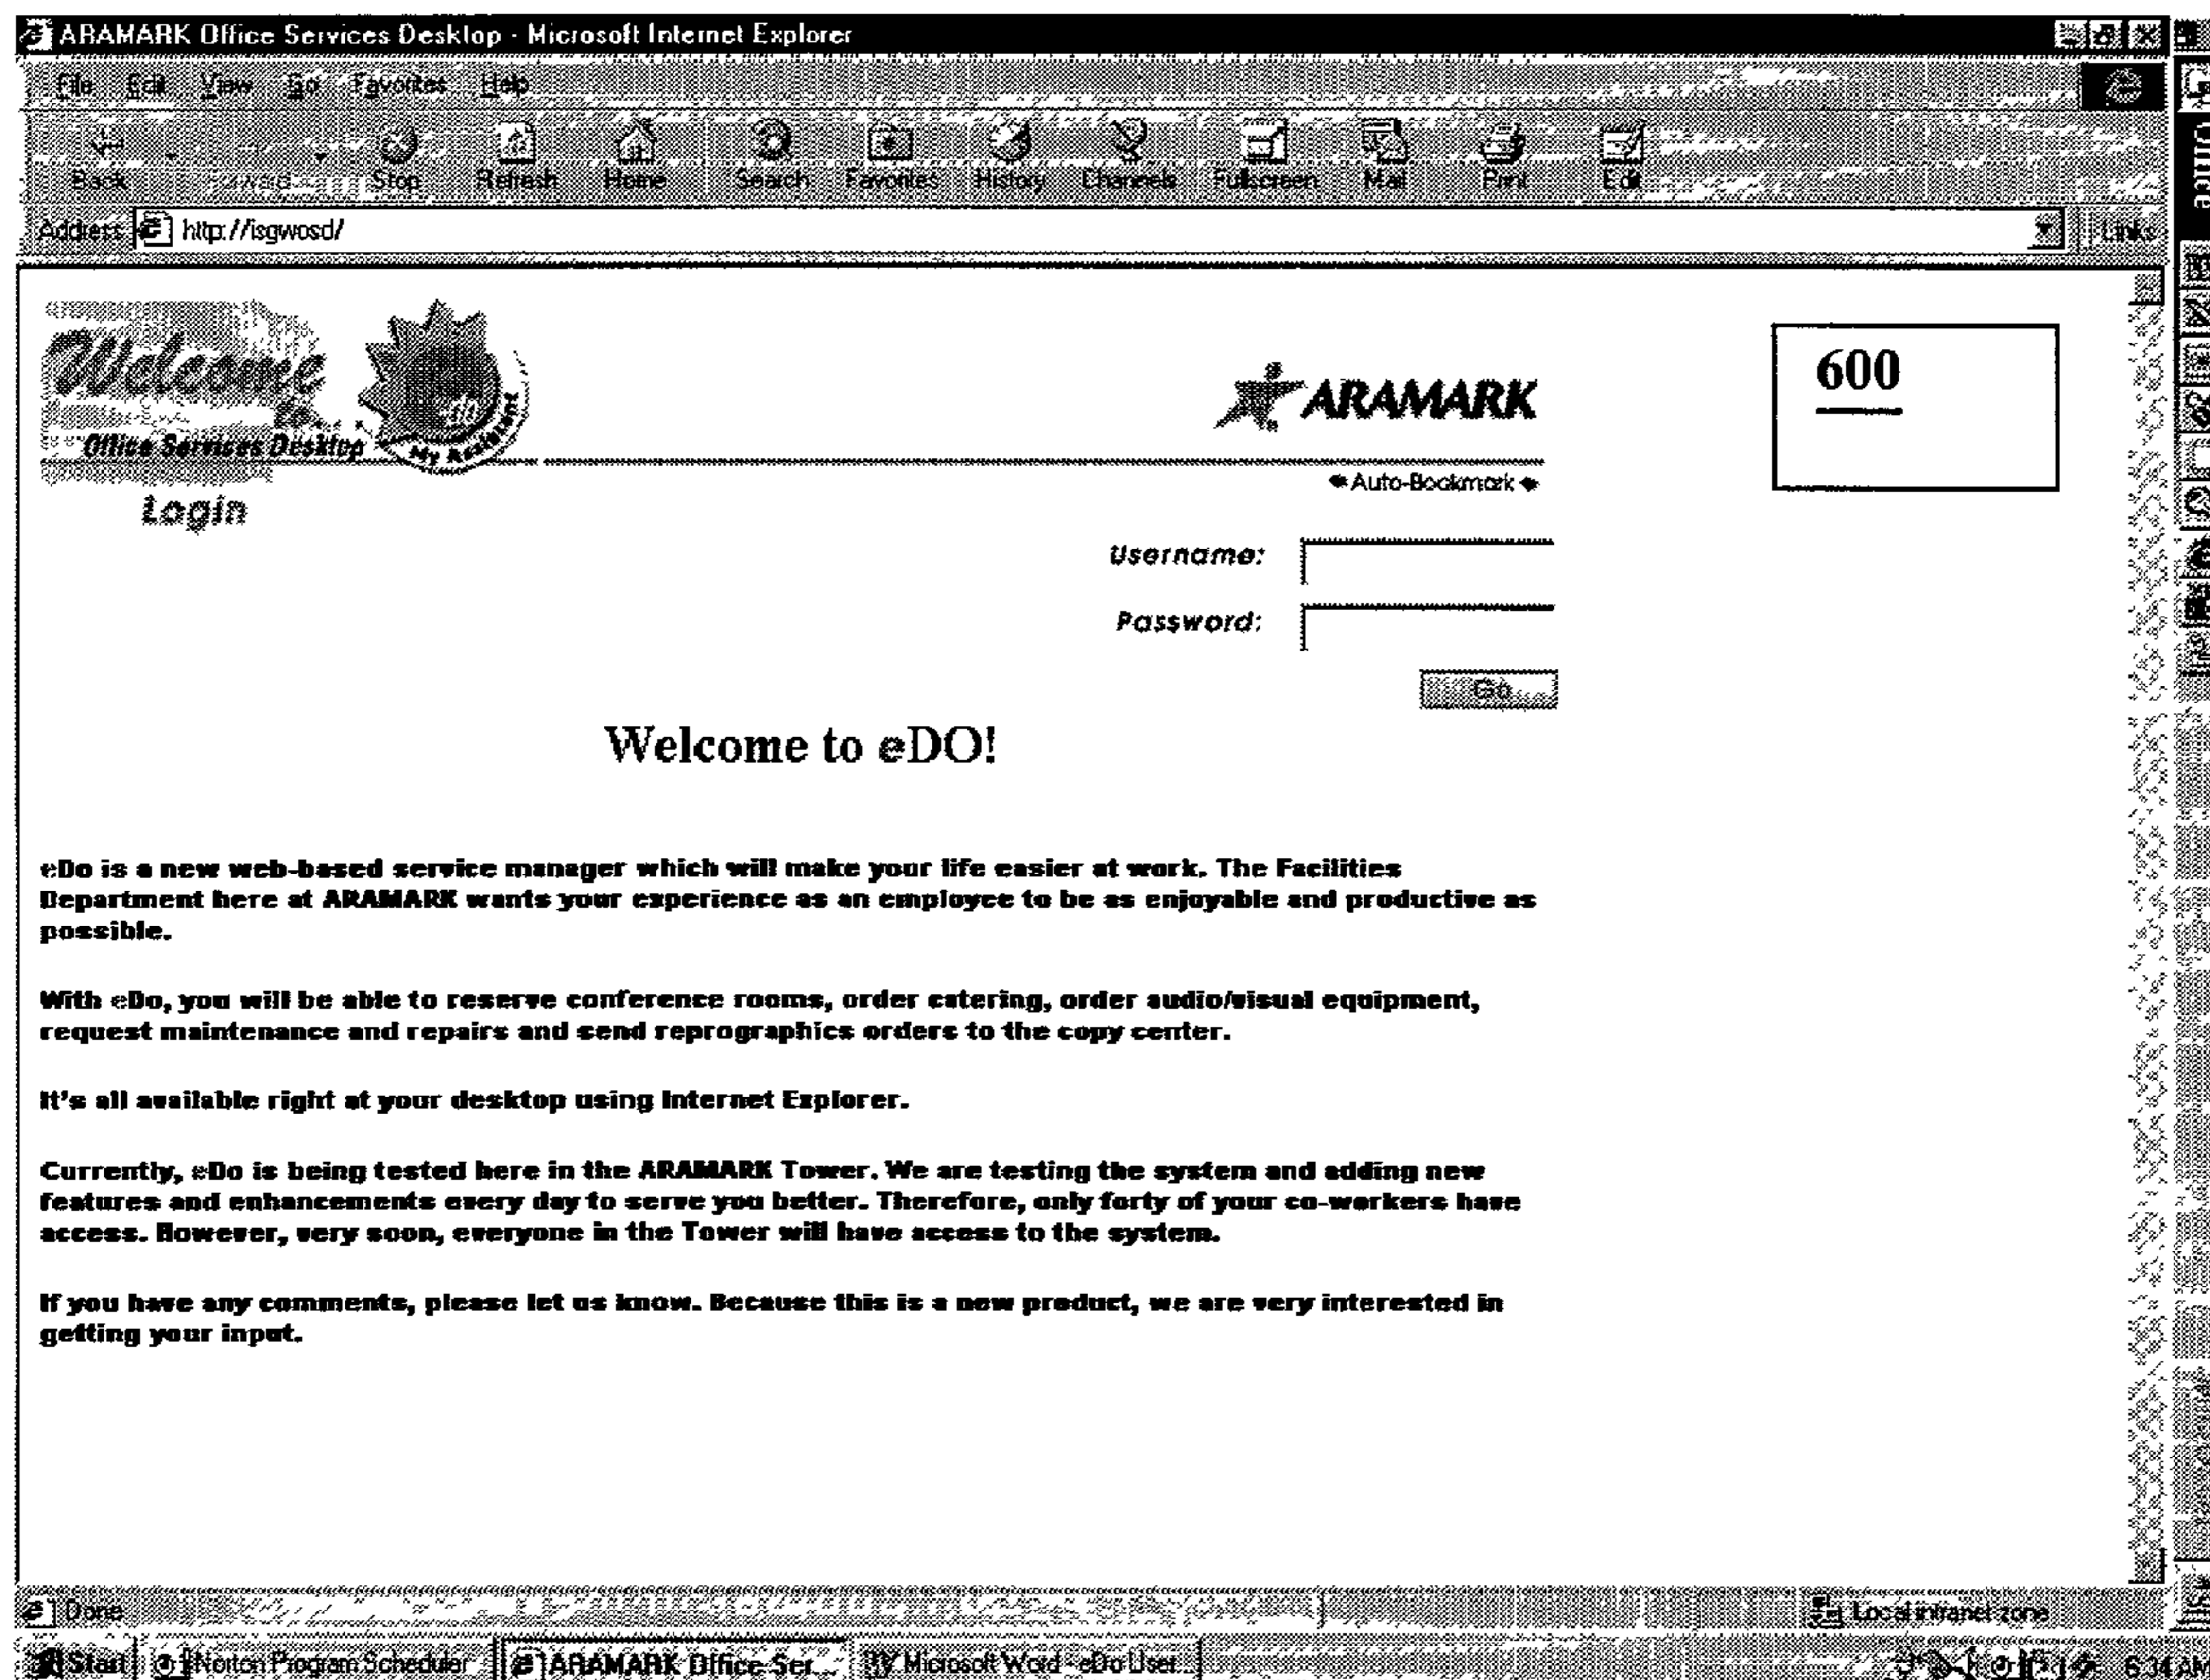 ARAMARK Office Services Desktop - Microsoft Internet Explorer
File Edit View Go Favorites Help
Back Forward Stop Refresh Home Search Favorites History Channels Fullscreen Mail Print Edit
Address http://isgwosd/ Links
Office
Welcome
to
Office Services Desktop
My Assistant
ARAMARK
600
Auto-Bookmark
Login
Username:
Password:
Go
Welcome to eDO!
eDo is a new web-based service manager which will make your life easier at work. The Facilities
Department here at ARAMARK wants your experience as an employee to be as enjoyable and productive as
possible.
With eDo, you will be able to reserve conference rooms, order catering, order audio/visual equipment,
request maintenance and repairs and send reprographics orders to the copy center.
It's all available right at your desktop using Internet Explorer.
Currently, eDo is being tested here in the ARAMARK Tower. We are testing the system and adding new
features and enhancements every day to serve you better. Therefore, only forty of your co-workers have
access. However, very soon, everyone in the Tower will have access to the system.
If you have any comments, please let us know. Because this is a new product, we are very interested in
getting your input.
Done Local intranet zone
Start Norton Program Scheduler ARAMARK Office Ser... Microsoft Word - eDo User... 6:34 AM